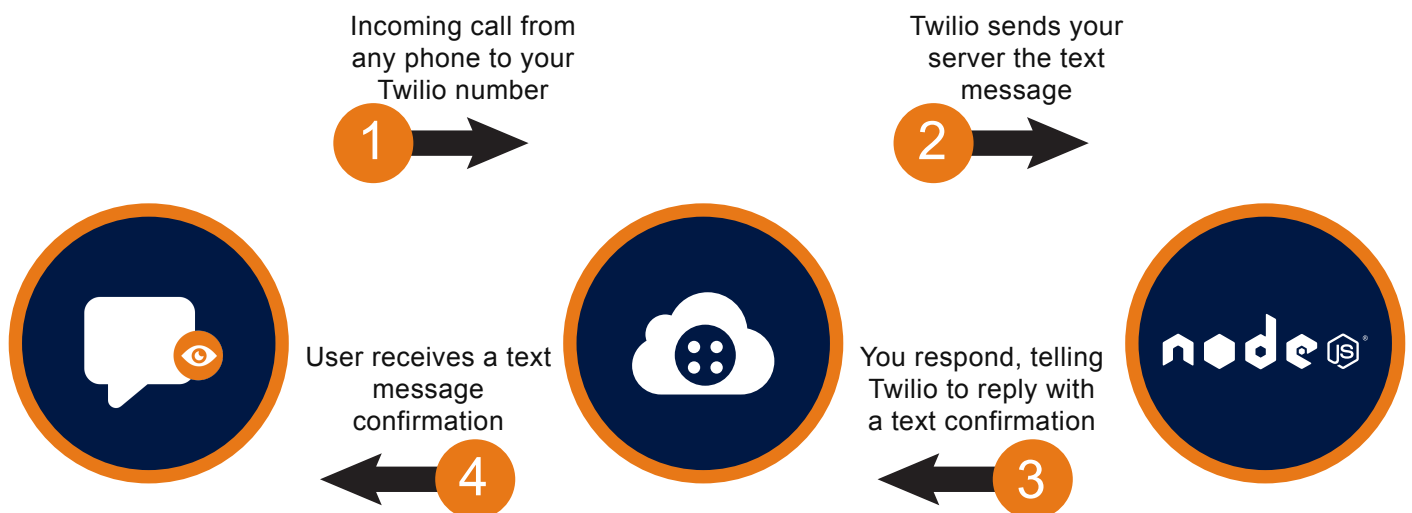 Incoming call from
any phone to your
Twilio number
1
Twilio sends your
server the text
message
2
node JS®
User receives a text
message
confirmation
4
You respond, telling
Twilio to reply with
a text confirmation
3